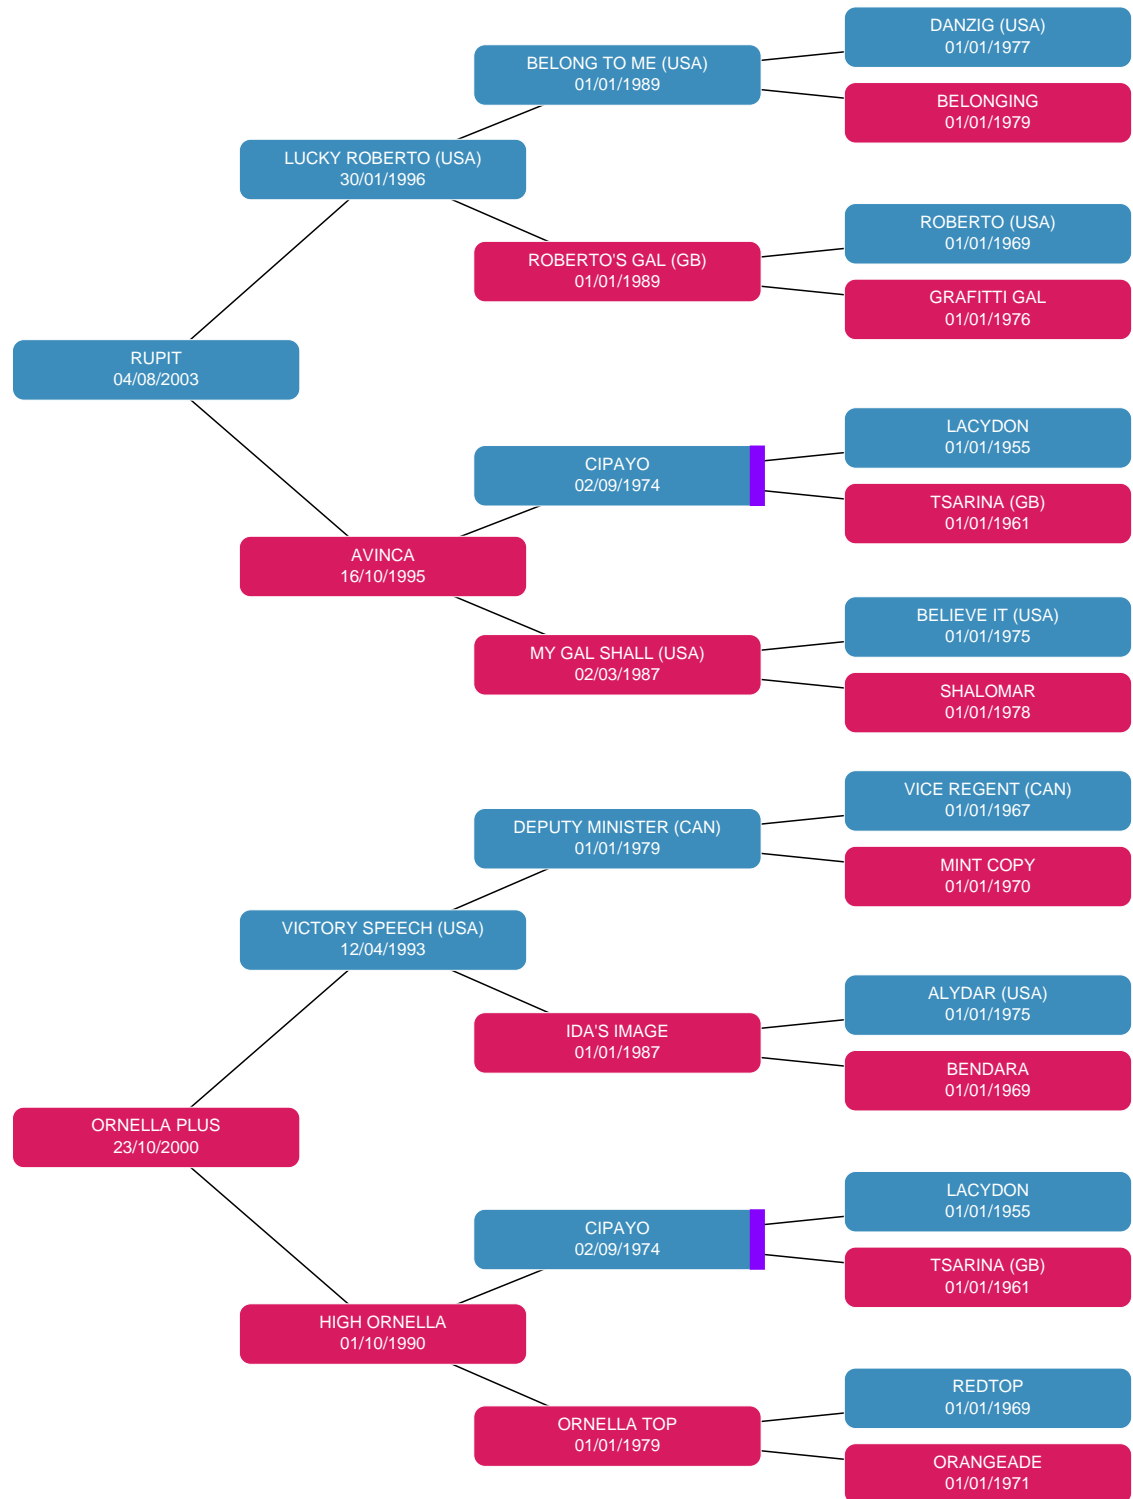 DANZIG (USA)
01/01/1977
BELONG TO ME (USA)
01/01/1989
BELONGING
01/01/1979
LUCKY ROBERTO (USA)
30/01/1996
ROBERTO (USA)
01/01/1969
ROBERTO'S GAL (GB)
01/01/1989
GRAFITTI GAL
01/01/1976
RUPIT
04/08/2003
LACYDON
01/01/1955
CIPAYO
02/09/1974
TSARINA (GB)
01/01/1961
AVINCA
16/10/1995
BELIEVE IT (USA)
01/01/1975
MY GAL SHALL (USA)
02/03/1987
SHALOMAR
01/01/1978
VICE REGENT (CAN)
01/01/1967
DEPUTY MINISTER (CAN)
01/01/1979
MINT COPY
01/01/1970
VICTORY SPEECH (USA)
12/04/1993
ALYDAR (USA)
01/01/1975
IDA'S IMAGE
01/01/1987
BENDARA
01/01/1969
ORNELLA PLUS
23/10/2000
LACYDON
01/01/1955
CIPAYO
02/09/1974
TSARINA (GB)
01/01/1961
HIGH ORNELLA
01/10/1990
REDTOP
01/01/1969
ORNELLA TOP
01/01/1979
ORANGEADE
01/01/1971